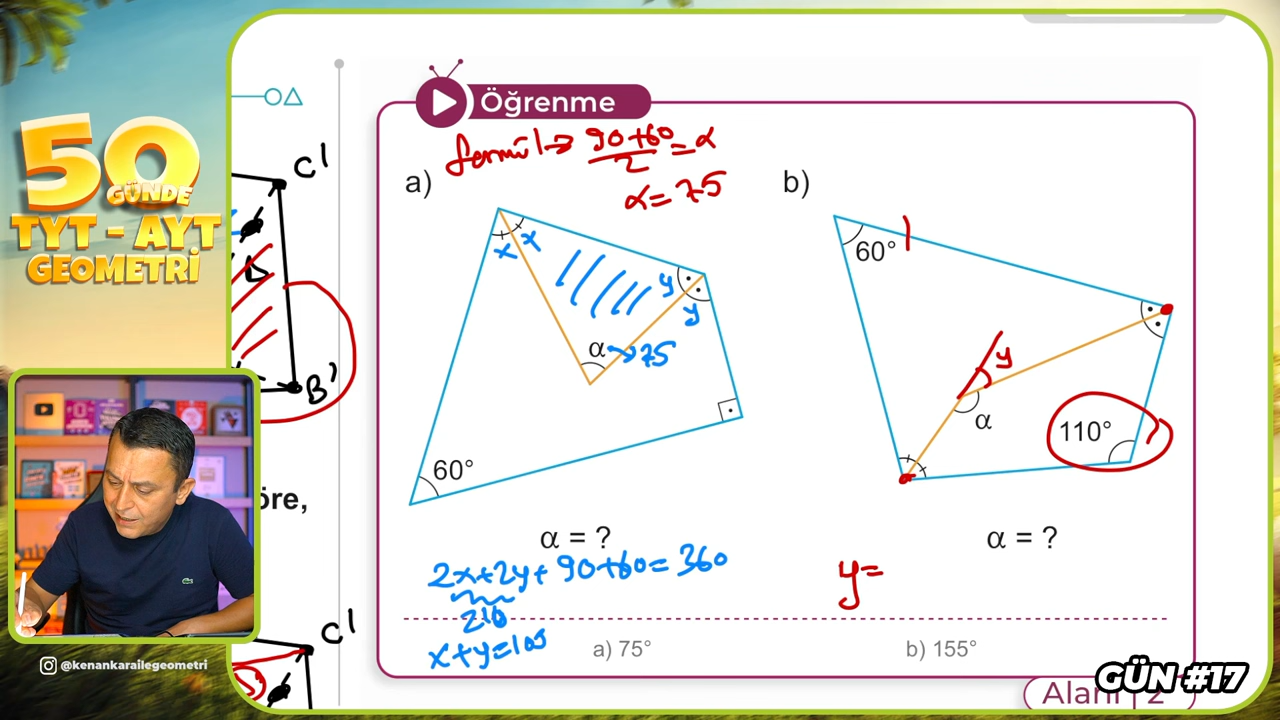 50
GÜNDE
TYT - AYT
GEOMETRİ
C'
B'
öre,
C'
@kenankarailegeometri
Öğrenme
formül → 90+60 / 2 = α
α = 75
a)
x x
y
y
α → 75
60°
α = ?
2x+2y+90+60=360
210
x+y=105
a) 75°
b)
60°
y
α
110°
α = ?
y=
b) 155°
GÜN #17
Alanı | 2